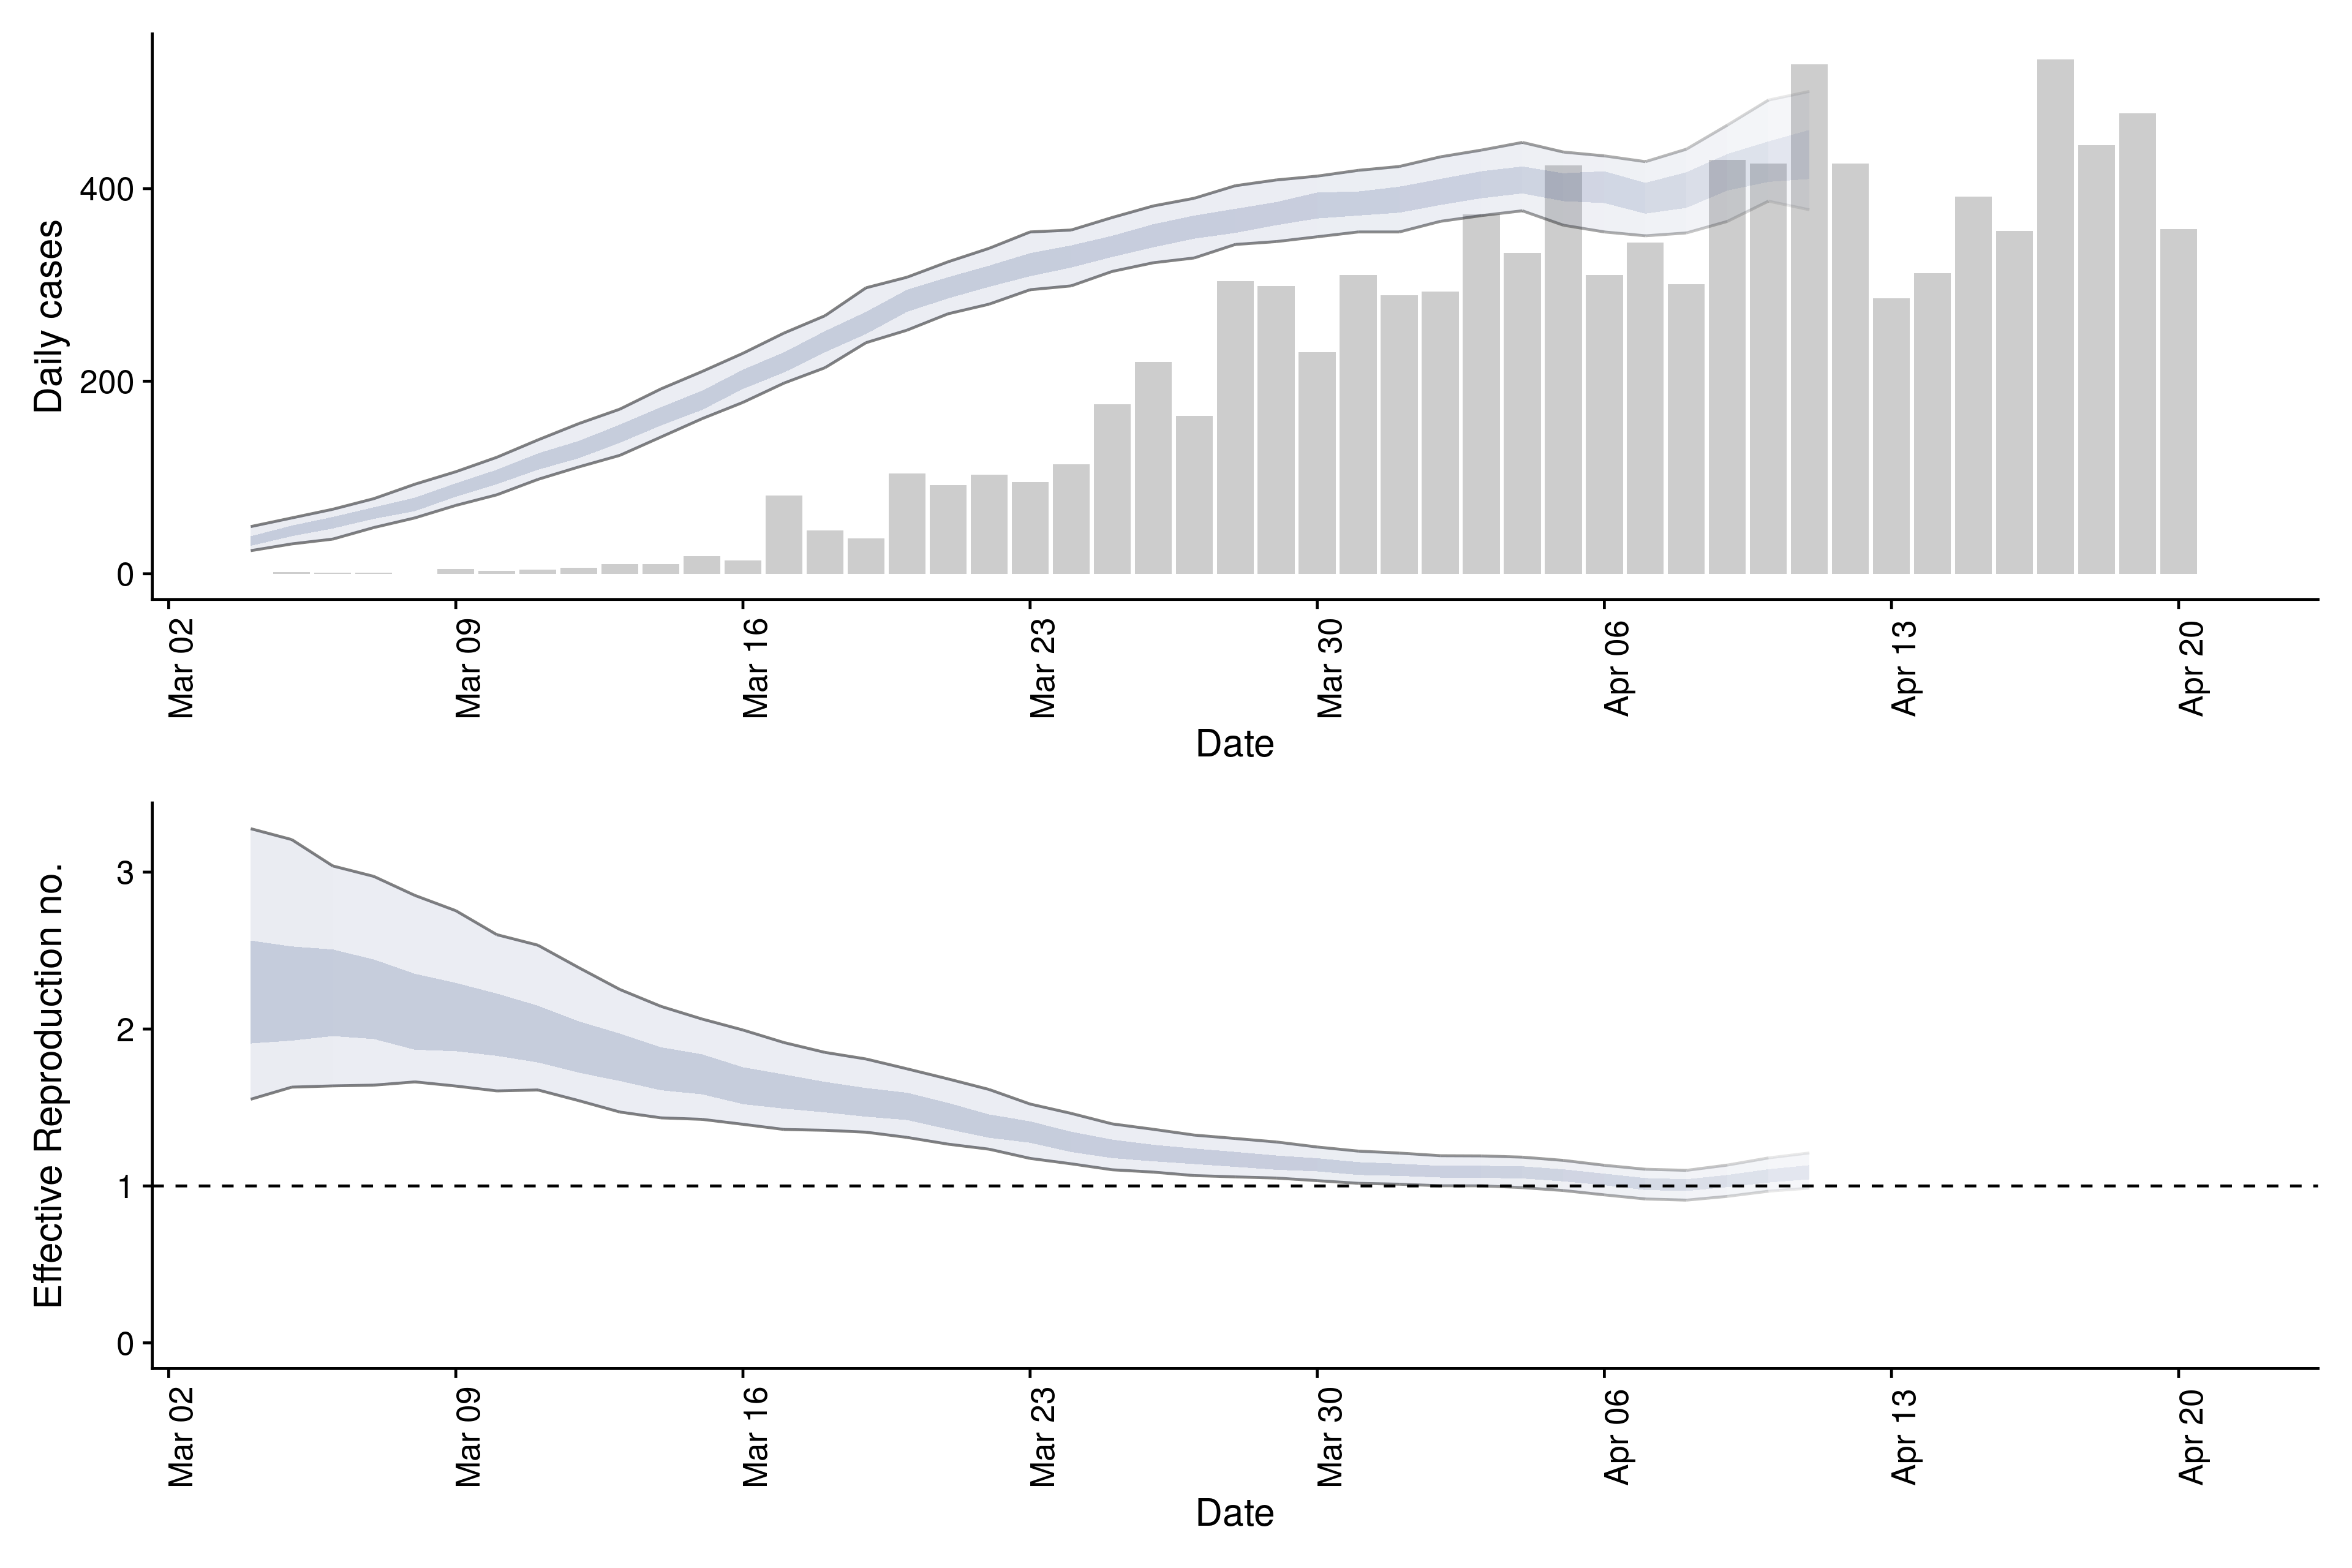 Daily cases
400
200
0
Mar 02
Mar 09
Mar 16
Mar 23
Mar 30
Apr 06
Apr 13
Apr 20
Date
Effective Reproduction no.
3
2
1
0
Mar 02
Mar 09
Mar 16
Mar 23
Mar 30
Apr 06
Apr 13
Apr 20
Date